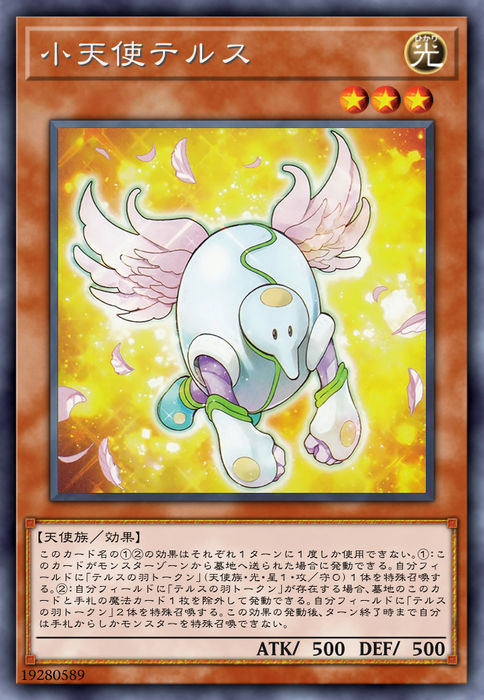 小天使テルス
ひかり
光
【天使族／効果】
このカード名の①②の効果はそれぞれ１ターンに１度しか使用できない。①：こ
のカードがモンスターゾーンから墓地へ送られた場合に発動できる。自分フィー
ルドに「テルスの羽トークン」（天使族・光・星１・攻／守０）１体を特殊召喚す
る。②：自分フィールドに「テルスの羽トークン」が存在する場合、墓地のこのカ
ードと手札の魔法カード１枚を除外して発動できる。自分フィールドに「テルス
の羽トークン」２体を特殊召喚する。この効果の発動後、ターン終了時まで自分
は手札からしかモンスターを特殊召喚できない。
ATK/ 500 DEF/ 500
19280589